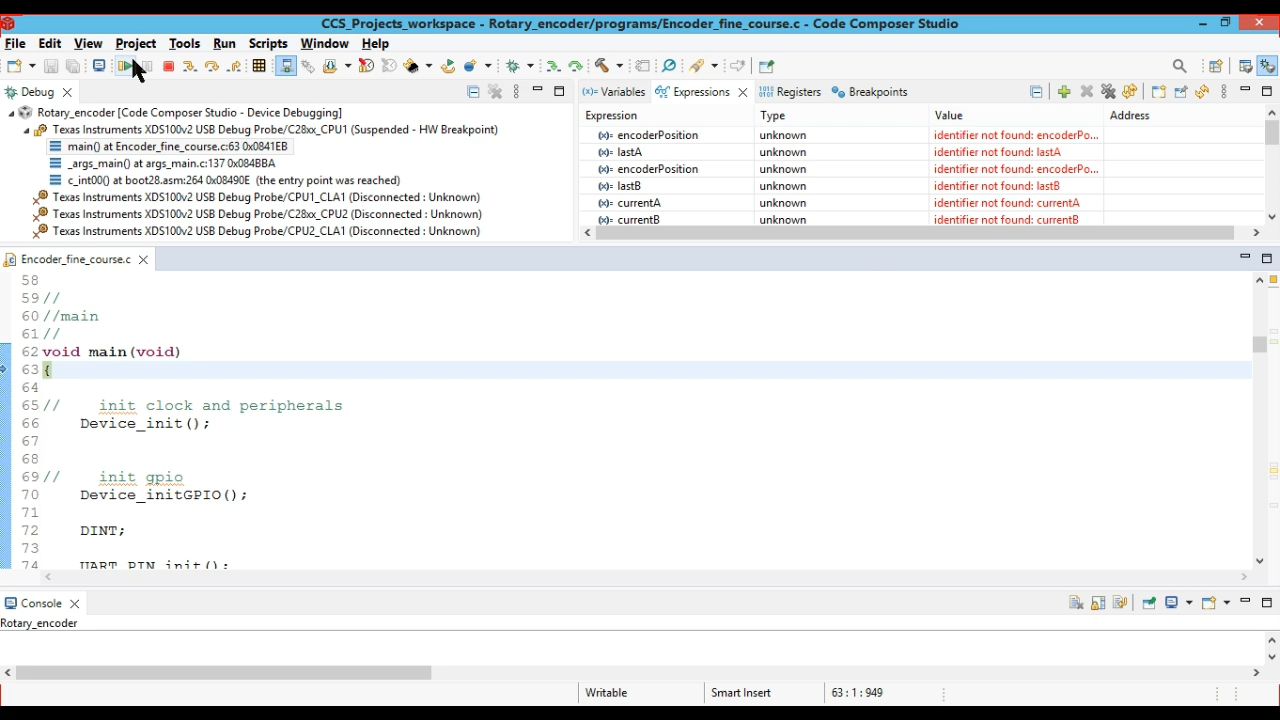 CCS_Projects_workspace - Rotary_encoder/programs/Encoder_fine_course.c - Code Composer Studio
File Edit View Project Tools Run Scripts Window Help
Debug
Rotary_encoder [Code Composer Studio - Device Debugging]
Texas Instruments XDS100v2 USB Debug Probe/C28xx_CPU1 (Suspended - HW Breakpoint)
main() at Encoder_fine_course.c:63 0x0841EB
_args_main() at args_main.c:137 0x084BBA
c_int00() at boot28.asm:264 0x08490E (the entry point was reached)
Texas Instruments XDS100v2 USB Debug Probe/CPU1_CLA1 (Disconnected : Unknown)
Texas Instruments XDS100v2 USB Debug Probe/C28xx_CPU2 (Disconnected : Unknown)
Texas Instruments XDS100v2 USB Debug Probe/CPU2_CLA1 (Disconnected : Unknown)
(x)= Variables Expressions Registers Breakpoints
Expression Type Value Address
(x)= encoderPosition unknown identifier not found: encoderPo...
(x)= lastA unknown identifier not found: lastA
(x)= encoderPosition unknown identifier not found: encoderPo...
(x)= lastB unknown identifier not found: lastB
(x)= currentA unknown identifier not found: currentA
(x)= currentB unknown identifier not found: currentB
Encoder_fine_course.c
58
59 //
60 //main
61 //
62 void main(void)
63 {
64
65 // init clock and peripherals
66 Device_init();
67
68
69 // init gpio
70 Device_initGPIO();
71
72 DINT;
73
74 UART_PIN_init();
Console
Rotary_encoder
Writable Smart Insert 63 : 1 : 949